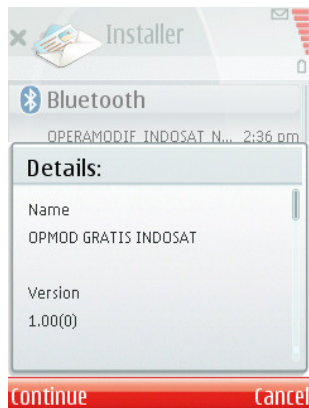 Installer
Bluetooth
OPERAMODIF INDOSAT N... 2:36 pm
Details:
Name
OPMOD GRATIS INDOSAT
Version
1.00(0)
Continue Cancel